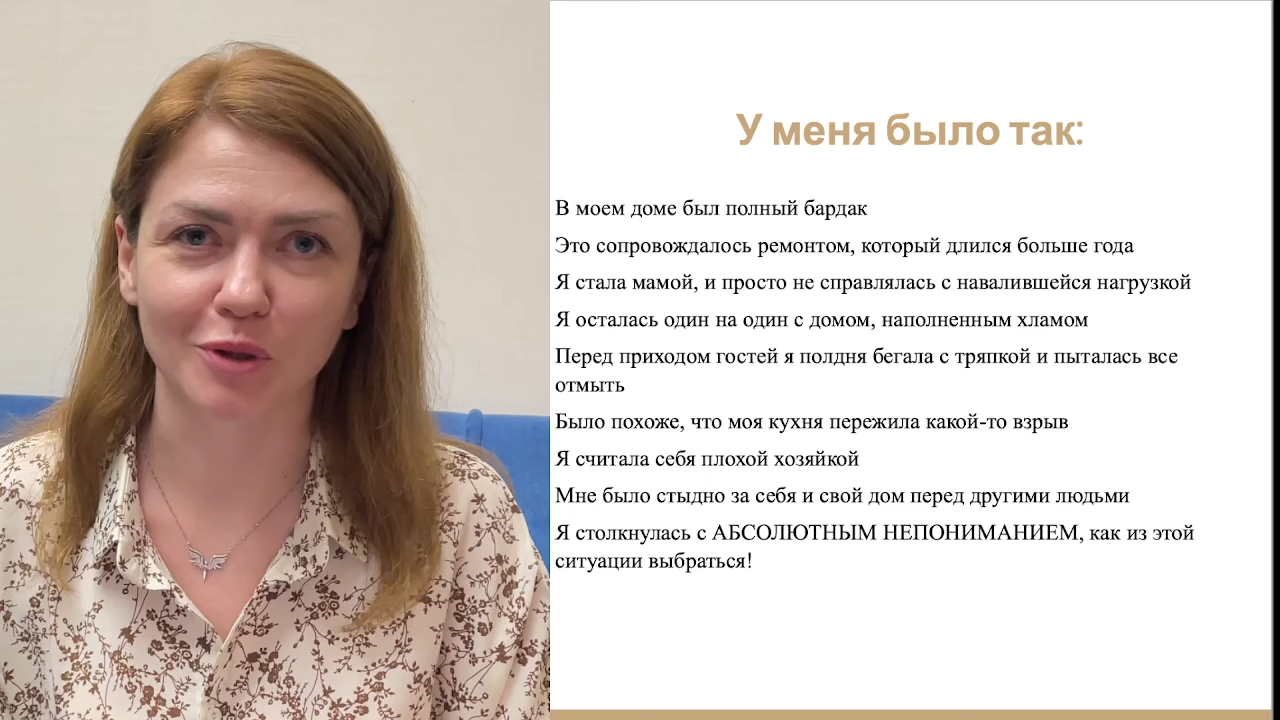 У меня было так:
В моем доме был полный бардак
Это сопровождалось ремонтом, который длился больше года
Я стала мамой, и просто не справлялась с навалившейся нагрузкой
Я осталась один на один с домом, наполненным хламом
Перед приходом гостей я полдня бегала с тряпкой и пыталась все
отмыть
Было похоже, что моя кухня пережила какой-то взрыв
Я считала себя плохой хозяйкой
Мне было стыдно за себя и свой дом перед другими людьми
Я столкнулась с АБСОЛЮТНЫМ НЕПОНИМАНИЕМ, как из этой
ситуации выбраться!